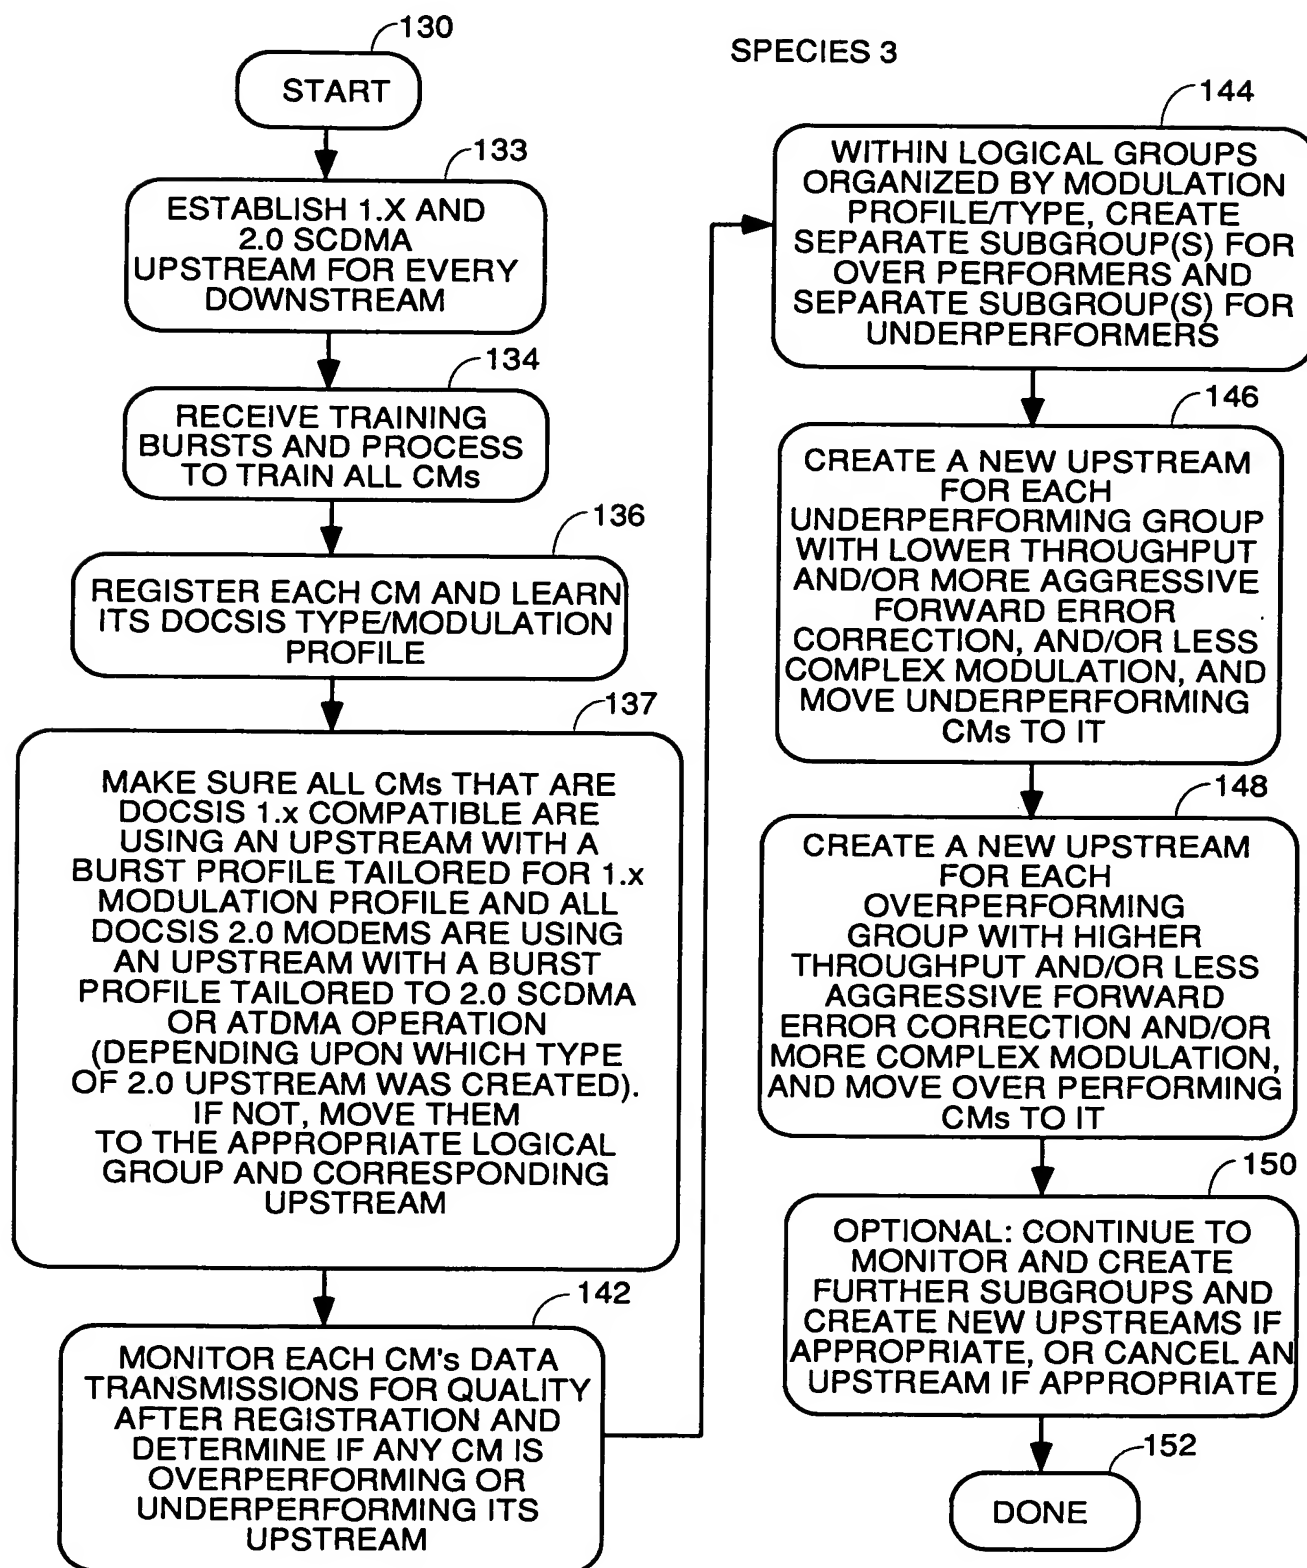 130
START
133
ESTABLISH 1.X AND
2.0 SCDMA
UPSTREAM FOR EVERY
DOWNSTREAM
134
RECEIVE TRAINING
BURSTS AND PROCESS
TO TRAIN ALL CMs
136
REGISTER EACH CM AND LEARN
ITS DOCSIS TYPE/MODULATION
PROFILE
137
MAKE SURE ALL CMs THAT ARE
DOCSIS 1.x COMPATIBLE ARE
USING AN UPSTREAM WITH A
BURST PROFILE TAILORED FOR 1.x
MODULATION PROFILE AND ALL
DOCSIS 2.0 MODEMS ARE USING
AN UPSTREAM WITH A BURST
PROFILE TAILORED TO 2.0 SCDMA
OR ATDMA OPERATION
(DEPENDING UPON WHICH TYPE
OF 2.0 UPSTREAM WAS CREATED).
IF NOT, MOVE THEM
TO THE APPROPRIATE LOGICAL
GROUP AND CORRESPONDING
UPSTREAM
142
MONITOR EACH CM's DATA
TRANSMISSIONS FOR QUALITY
AFTER REGISTRATION AND
DETERMINE IF ANY CM IS
OVERPERFORMING OR
UNDERPERFORMING ITS
UPSTREAM
SPECIES 3
144
WITHIN LOGICAL GROUPS
ORGANIZED BY MODULATION
PROFILE/TYPE, CREATE
SEPARATE SUBGROUP(S) FOR
OVER PERFORMERS AND
SEPARATE SUBGROUP(S) FOR
UNDERPERFORMERS
146
CREATE A NEW UPSTREAM
FOR EACH
UNDERPERFORMING GROUP
WITH LOWER THROUGHPUT
AND/OR MORE AGGRESSIVE
FORWARD ERROR
CORRECTION, AND/OR LESS
COMPLEX MODULATION, AND
MOVE UNDERPERFORMING
CMs TO IT
148
CREATE A NEW UPSTREAM
FOR EACH
OVERPERFORMING
GROUP WITH HIGHER
THROUGHPUT AND/OR LESS
AGGRESSIVE FORWARD
ERROR CORRECTION AND/OR
MORE COMPLEX MODULATION,
AND MOVE OVER PERFORMING
CMs TO IT
150
OPTIONAL: CONTINUE TO
MONITOR AND CREATE
FURTHER SUBGROUPS AND
CREATE NEW UPSTREAMS IF
APPROPRIATE, OR CANCEL AN
UPSTREAM IF APPROPRIATE
152
DONE